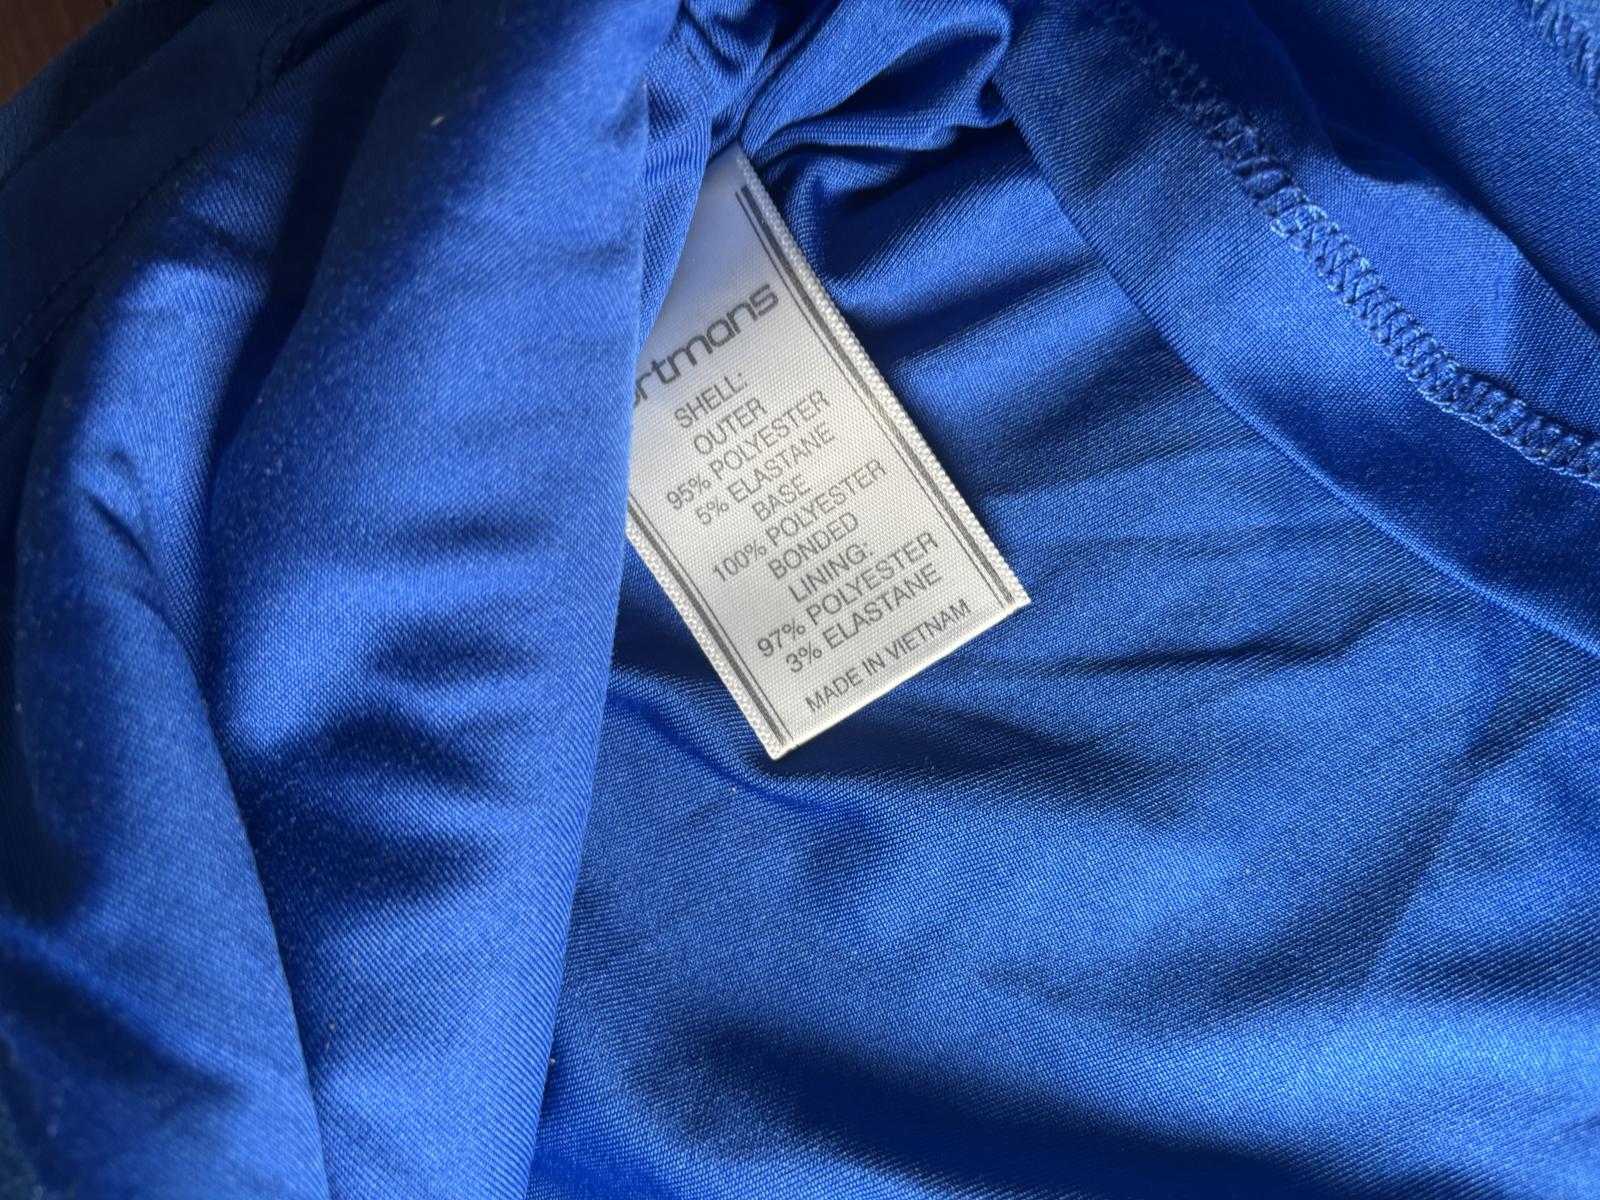 rtmans
SHELL:
OUTER
95% POLYESTER
5% ELASTANE
BASE
100% POLYESTER
BONDED
LINING:
97% POLYESTER
3% ELASTANE
MADE IN VIETNAM